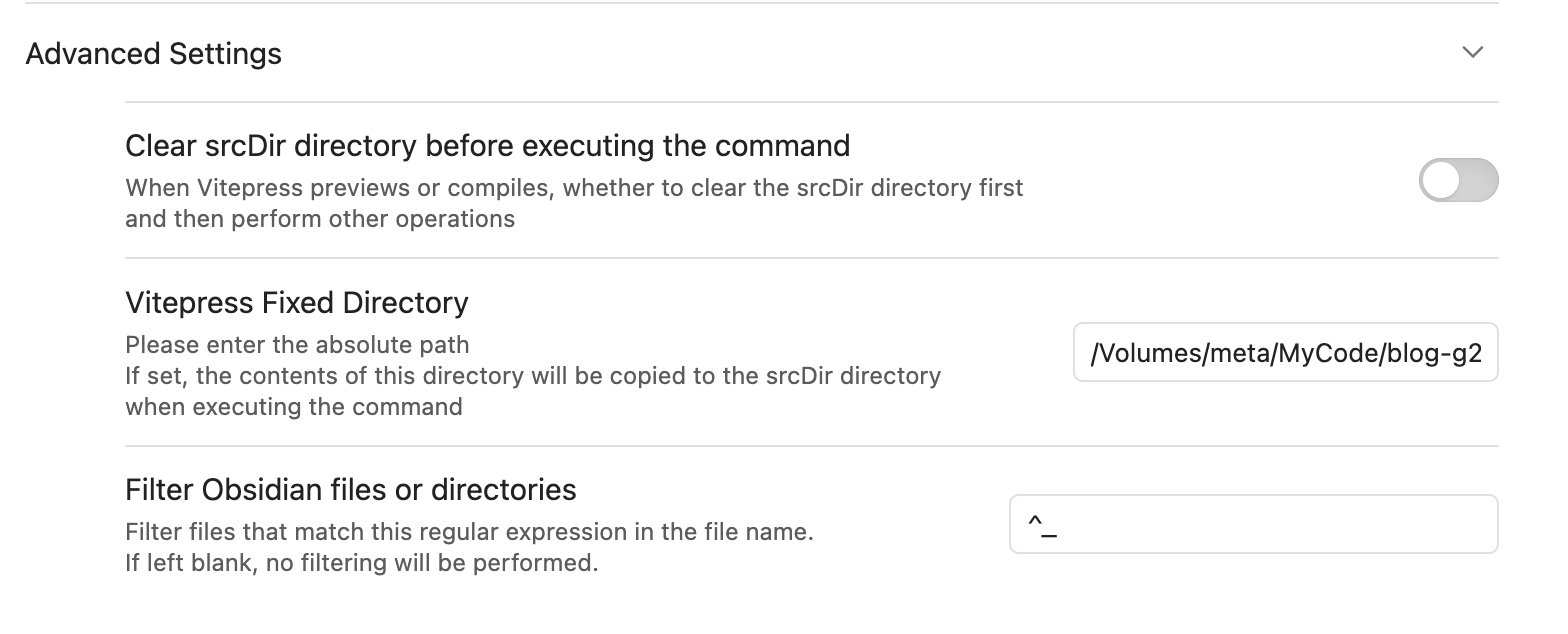 Advanced Settings
Clear srcDir directory before executing the command
When Vitepress previews or compiles, whether to clear the srcDir directory first
and then perform other operations
Vitepress Fixed Directory
Please enter the absolute path
If set, the contents of this directory will be copied to the srcDir directory
when executing the command
/Volumes/meta/MyCode/blog-g2
Filter Obsidian files or directories
Filter files that match this regular expression in the file name.
If left blank, no filtering will be performed.
^_